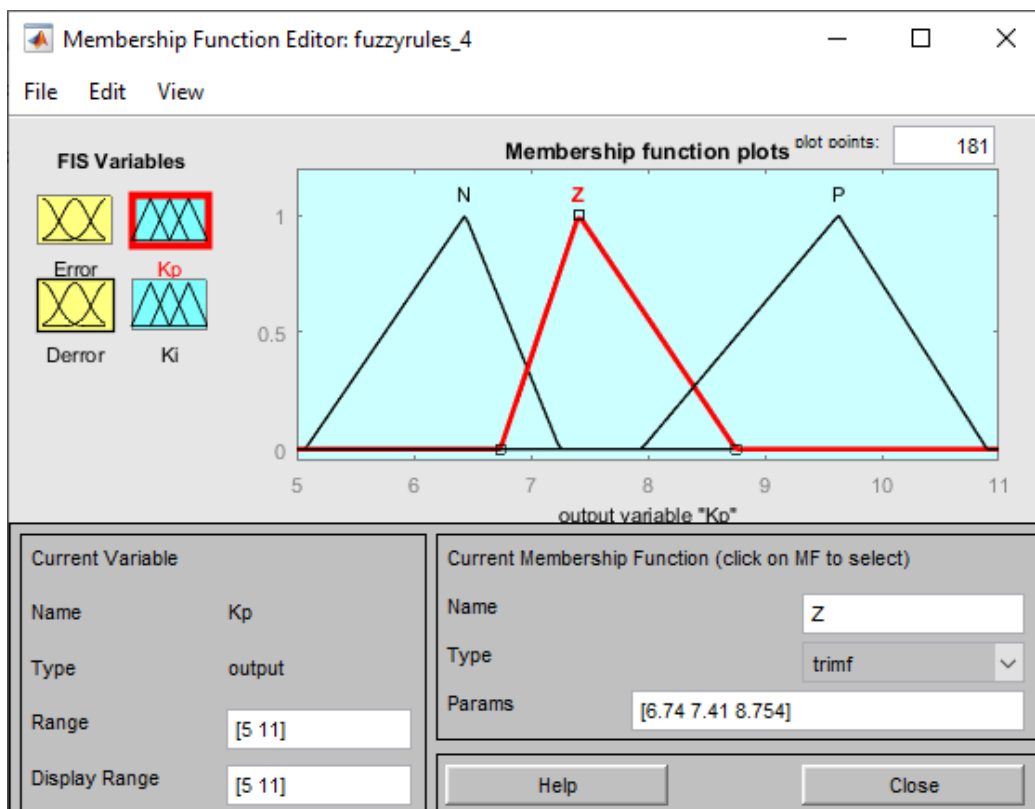 Membership Function Editor: fuzzyrules_4
File Edit View
FIS Variables
Membership function plots
plot points:
181
Error
Kp
Derror
Ki
N
Z
P
1
0.5
0
5 6 7 8 9 10 11
output variable "Kp"
Current Variable
Name Kp
Type output
Range [5 11]
Display Range [5 11]
Current Membership Function (click on MF to select)
Name Z
Type trimf
Params [6.74 7.41 8.754]
Help
Close